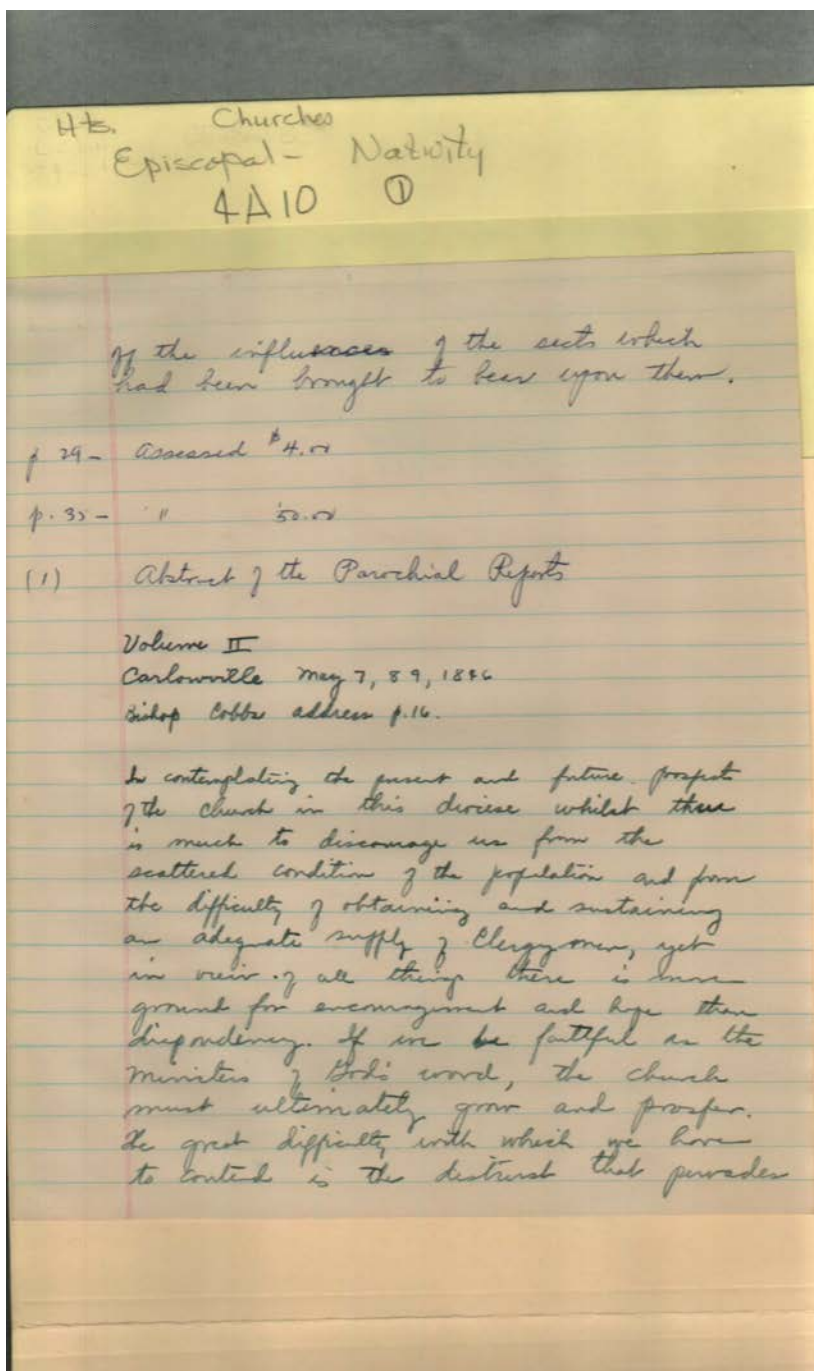 Hts. Churches
Episcopal - Nativity
4A10 ①
of the influences of the sects which
had been brought to bear upon them.
p 29 - Assessed $4.00
p. 35 - " 50.00
(1) Abstract of the Parochial Reports
Volume II
Carlowville May 7, 8 9, 1846
Bishop Cobbs address p.16.
In contemplating the present and future prospects
of the church in this diocese whilst there
is much to discourage us from the
scattered condition of the population and from
the difficulty of obtaining and sustaining
an adequate supply of Clergymen, yet
in view of all things there is more
ground for encouragement and hope than
dispondency. If we be faithful as the
Ministers of God's word, the church
must ultimately grow and prosper.
The great difficulty with which we have
to contend is the distrust that pervades